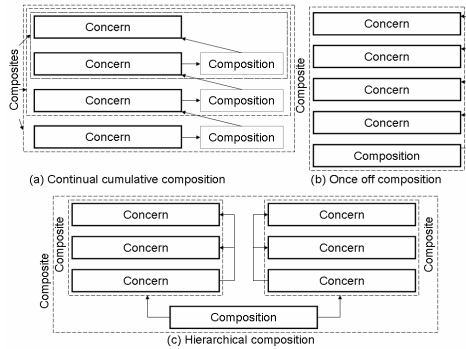 Composites
Concern
Concern
Composition
Concern
Composition
Concern
Composition
(a) Continual cumulative composition
Composite
Concern
Concern
Concern
Concern
Composition
(b) Once off composition
Composite
Composite
Concern
Concern
Concern
Concern
Concern
Concern
Composite
Composition
(c) Hierarchical composition